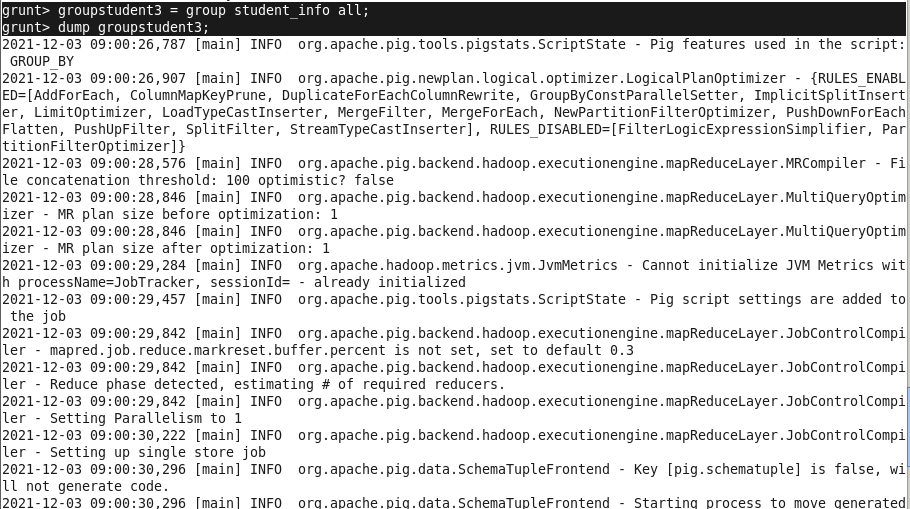 grunt> groupstudent3 = group student_info all;
grunt> dump groupstudent3;
2021-12-03 09:00:26,787 [main] INFO  org.apache.pig.tools.pigstats.ScriptState - Pig features used in the script:
 GROUP_BY
2021-12-03 09:00:26,907 [main] INFO  org.apache.pig.newplan.logical.optimizer.LogicalPlanOptimizer - {RULES_ENABL
ED=[AddForEach, ColumnMapKeyPrune, DuplicateForEachColumnRewrite, GroupByConstParallelSetter, ImplicitSplitInsert
er, LimitOptimizer, LoadTypeCastInserter, MergeFilter, MergeForEach, NewPartitionFilterOptimizer, PushDownForEach
Flatten, PushUpFilter, SplitFilter, StreamTypeCastInserter], RULES_DISABLED=[FilterLogicExpressionSimplifier, Par
titionFilterOptimizer]}
2021-12-03 09:00:28,576 [main] INFO  org.apache.pig.backend.hadoop.executionengine.mapReduceLayer.MRCompiler - Fi
le concatenation threshold: 100 optimistic? false
2021-12-03 09:00:28,846 [main] INFO  org.apache.pig.backend.hadoop.executionengine.mapReduceLayer.MultiQueryOptim
izer - MR plan size before optimization: 1
2021-12-03 09:00:28,846 [main] INFO  org.apache.pig.backend.hadoop.executionengine.mapReduceLayer.MultiQueryOptim
izer - MR plan size after optimization: 1
2021-12-03 09:00:29,284 [main] INFO  org.apache.hadoop.metrics.jvm.JvmMetrics - Cannot initialize JVM Metrics wit
h processName=JobTracker, sessionId= - already initialized
2021-12-03 09:00:29,457 [main] INFO  org.apache.pig.tools.pigstats.ScriptState - Pig script settings are added to
 the job
2021-12-03 09:00:29,842 [main] INFO  org.apache.pig.backend.hadoop.executionengine.mapReduceLayer.JobControlCompi
ler - mapred.job.reduce.markreset.buffer.percent is not set, set to default 0.3
2021-12-03 09:00:29,842 [main] INFO  org.apache.pig.backend.hadoop.executionengine.mapReduceLayer.JobControlCompi
ler - Reduce phase detected, estimating # of required reducers.
2021-12-03 09:00:29,842 [main] INFO  org.apache.pig.backend.hadoop.executionengine.mapReduceLayer.JobControlCompi
ler - Setting Parallelism to 1
2021-12-03 09:00:30,222 [main] INFO  org.apache.pig.backend.hadoop.executionengine.mapReduceLayer.JobControlCompi
ler - Setting up single store job
2021-12-03 09:00:30,296 [main] INFO  org.apache.pig.data.SchemaTupleFrontend - Key [pig.schematuple] is false, wi
ll not generate code.
2021-12-03 09:00:30,296 [main] INFO  org.apache.pig.data.SchemaTupleFrontend - Starting process to move generated